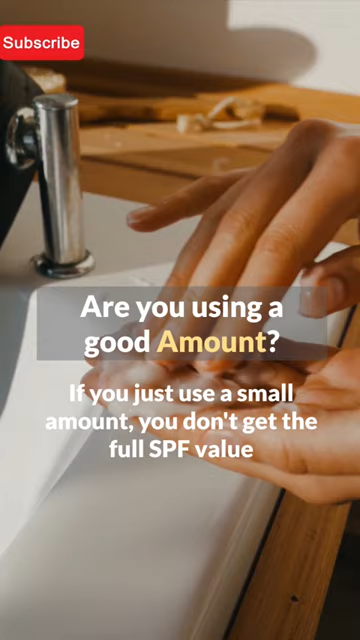 Subscribe
Are you using a
good Amount?
If you just use a small
amount, you don't get the
full SPF value